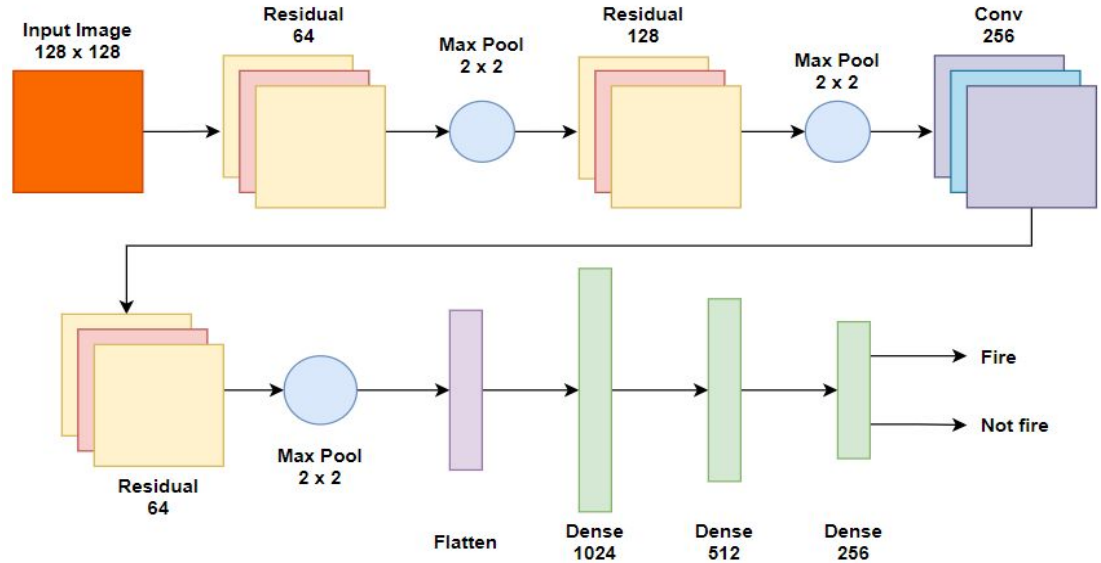 Input Image
128 x 128
Residual
64
Max Pool
2 x 2
Residual
128
Max Pool
2 x 2
Conv
256
Residual
64
Max Pool
2 x 2
Flatten
Dense
1024
Dense
512
Dense
256
Fire
Not fire